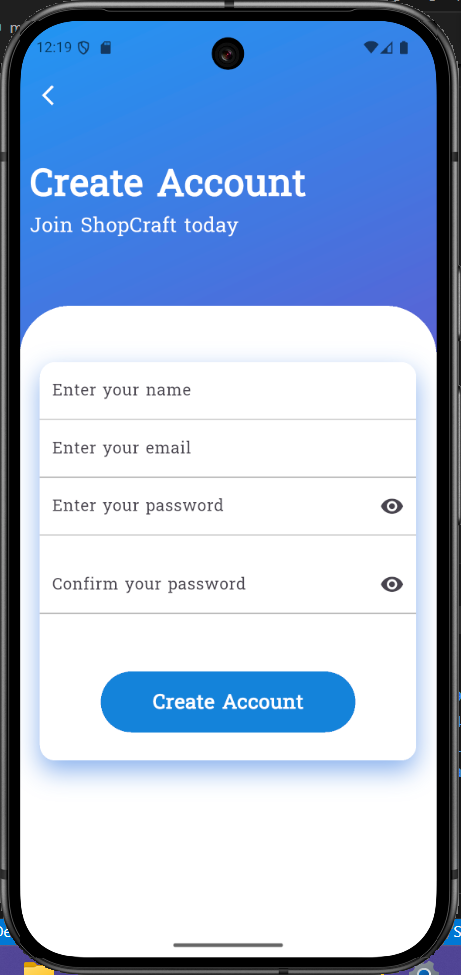 12:19
Create Account
Join ShopCraft today
Enter your name
Enter your email
Enter your password
Confirm your password
Create Account